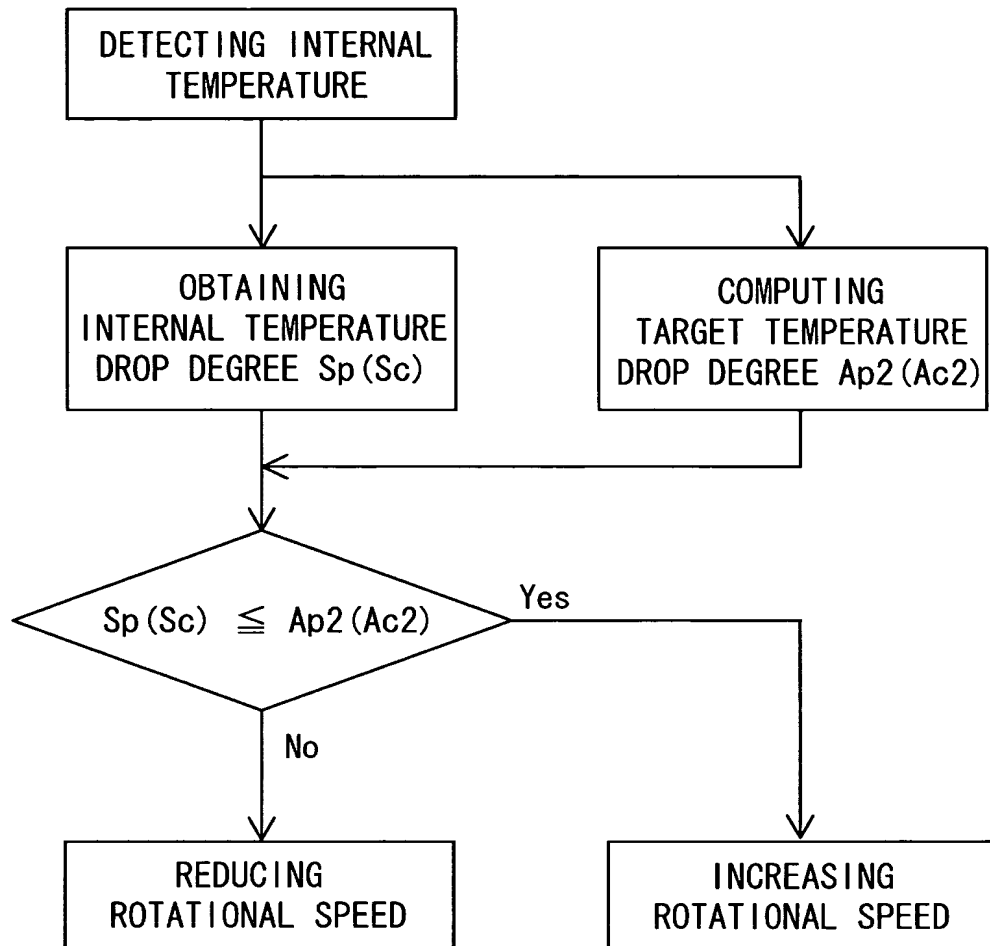 DETECTING INTERNAL
TEMPERATURE
OBTAINING
INTERNAL TEMPERATURE
DROP DEGREE Sp(Sc)
COMPUTING
TARGET TEMPERATURE
DROP DEGREE Ap2(Ac2)
Sp(Sc) ≦ Ap2(Ac2)
Yes
No
REDUCING
ROTATIONAL SPEED
INCREASING
ROTATIONAL SPEED